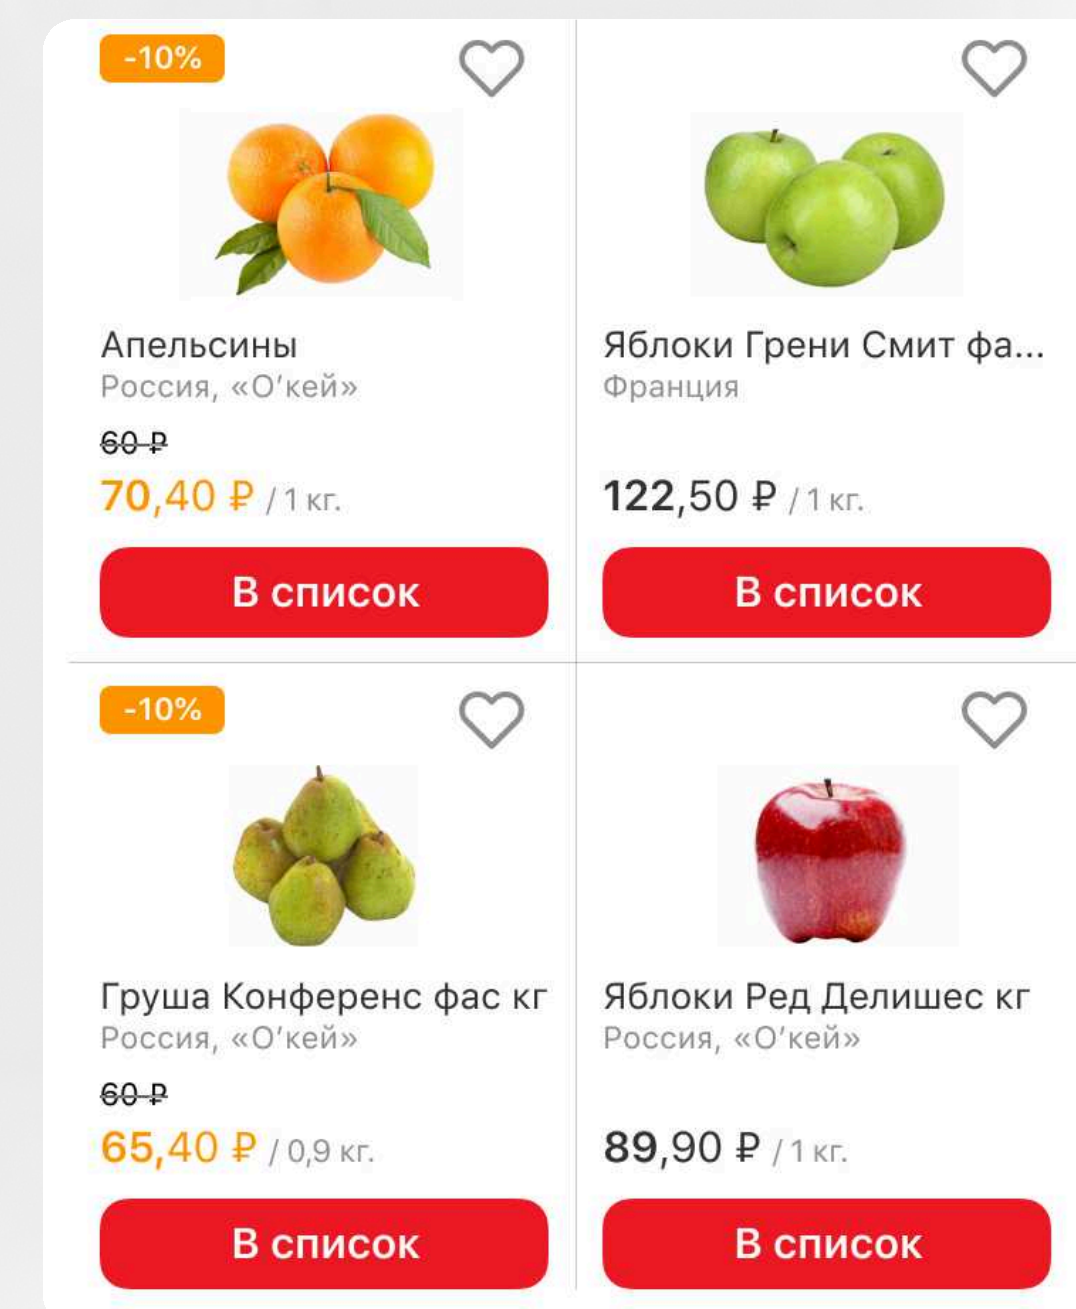 -10%
Апельсины
Россия, «О’кей»
60 ₽
70,40 ₽ / 1 кг.
В список
Яблоки Грени Смит фа...
Франция
122,50 ₽ / 1 кг.
В список
-10%
Груша Конференс фас кг
Россия, «О’кей»
60 ₽
65,40 ₽ / 0,9 кг.
В список
Яблоки Ред Делишес кг
Россия, «О’кей»
89,90 ₽ / 1 кг.
В список